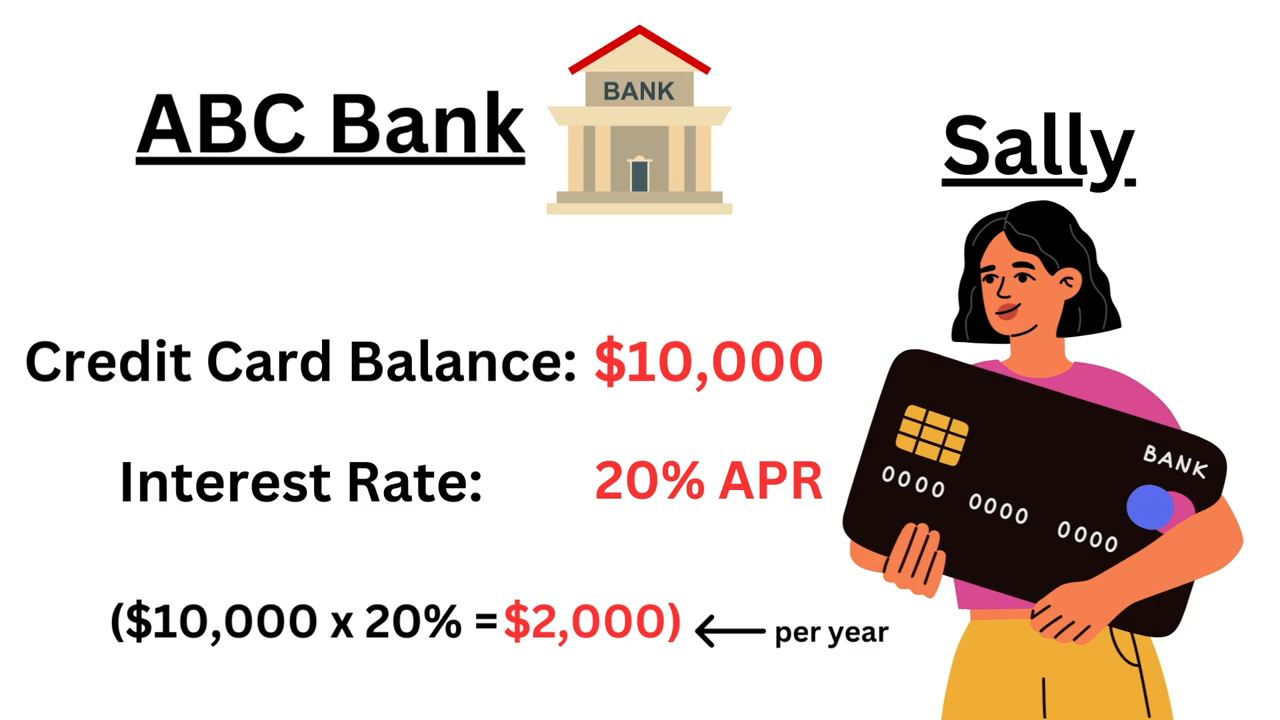 ABC Bank
BANK
Sally
Credit Card Balance: $10,000
Interest Rate: 20% APR
BANK
0000 0000 0000
($10,000 x 20% = $2,000)
per year